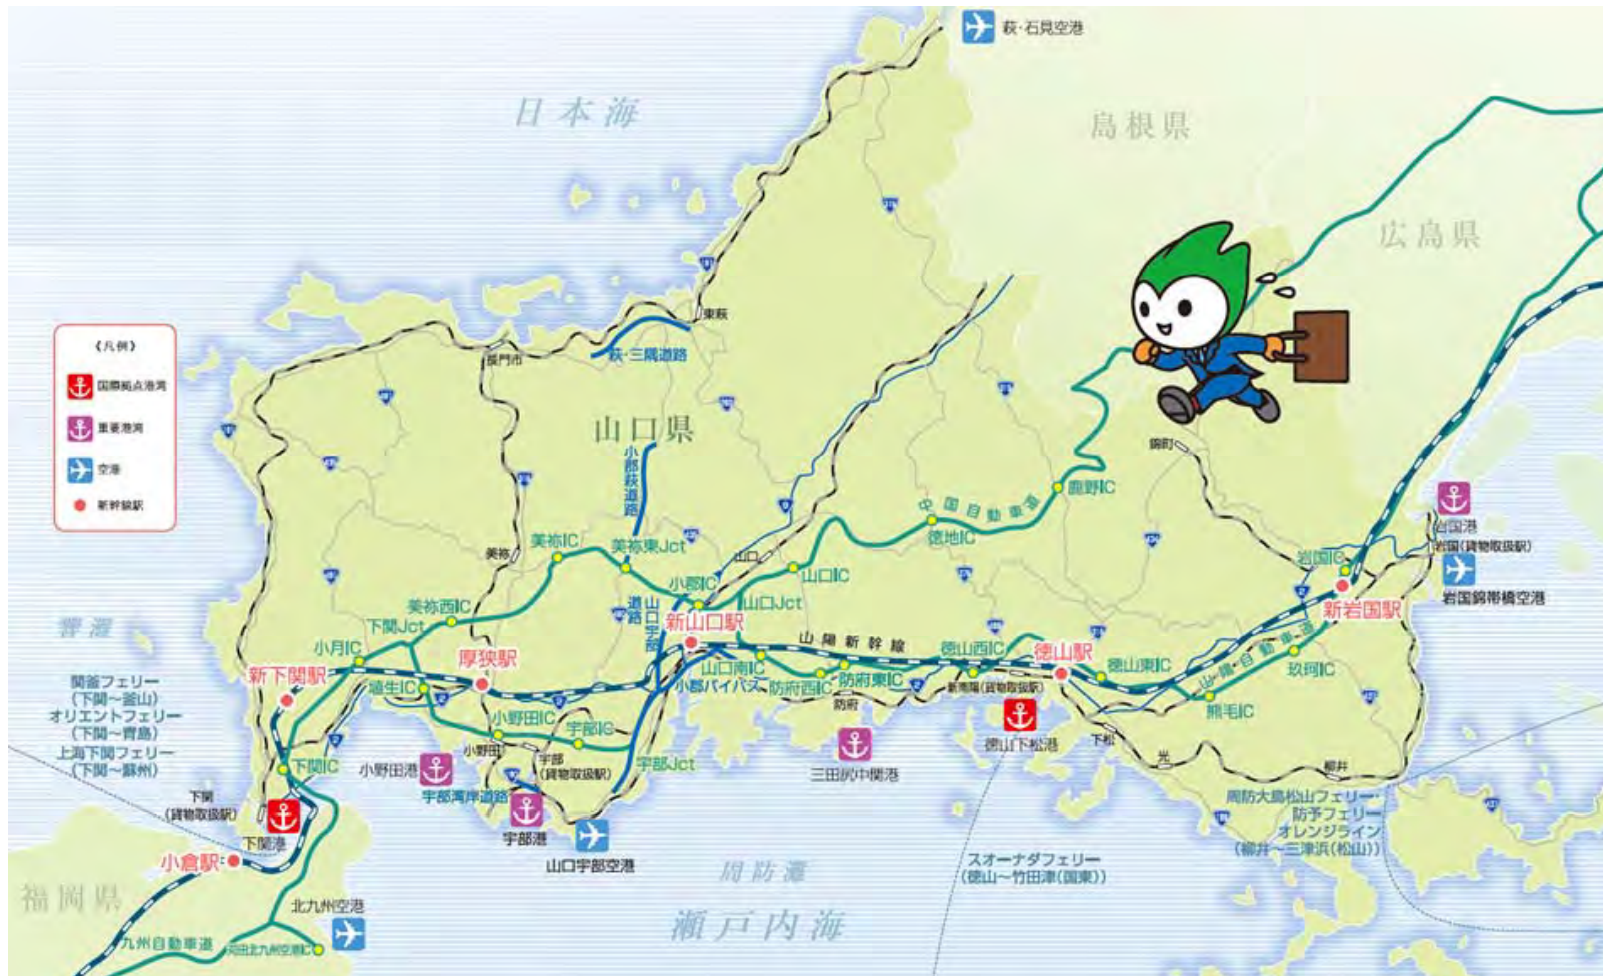 萩・石見空港
日本海
島根県
広島県
東萩
長門市
萩・三隅道路
《凡例》
国際拠点港湾
重要港湾
空港
新幹線駅
山口県
小郡萩道路
錦町
鹿野IC
中国自動車道
徳地IC
岩国港
岩国(貨物取扱駅)
岩国IC
岩国錦帯橋空港
新岩国駅
美祢
美祢IC
美祢東Jct
山口
山口IC
小郡IC
山口Jct
美祢西IC
下関Jct
山口宇部道路
新山口駅
山陽新幹線
響灘
小月IC
厚狭駅
新下関駅
埴生IC
山口南IC
小郡バイパス
防府西IC
防府東IC
防府
徳山西IC
新南陽(貨物取扱駅)
徳山駅
徳山東IC
山陽自動車道
玖珂IC
熊毛IC
関釜フェリー
(下関～釜山)
オリエントフェリー
(下関～青島)
上海下関フェリー
(下関～蘇州)
小野田IC
宇部IC
小野田
宇部
(貨物取扱駅)
宇部Jct
下関IC
小野田港
宇部湾岸道路
宇部港
山口宇部空港
三田尻中関港
徳山下松港
下松
光
柳井
下関
(貨物取扱駅)
下関港
小倉駅
福岡県
北九州空港
九州自動車道
苅田北九州空港IC
周防灘
瀬戸内海
スオーナダフェリー
(徳山～竹田津(国東))
周防大島松山フェリー・
防予フェリー
オレンジライン
(柳井～三津浜(松山))